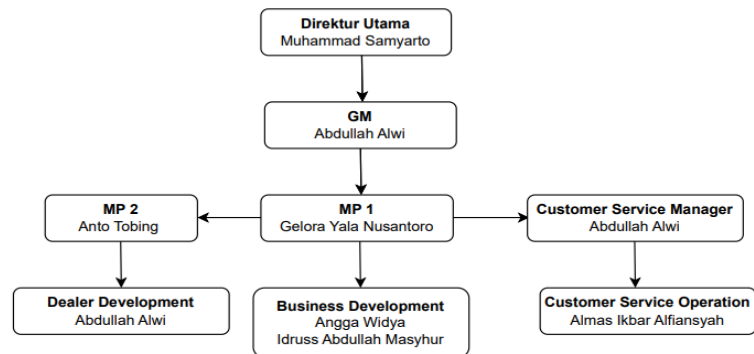 Direktur Utama
Muhammad Samyarto
GM
Abdullah Alwi
MP 2
Anto Tobing
MP 1
Gelora Yala Nusantoro
Customer Service Manager
Abdullah Alwi
Dealer Development
Abdullah Alwi
Business Development
Angga Widya
Idruss Abdullah Masyhur
Customer Service Operation
Almas Ikbar Alfiansyah